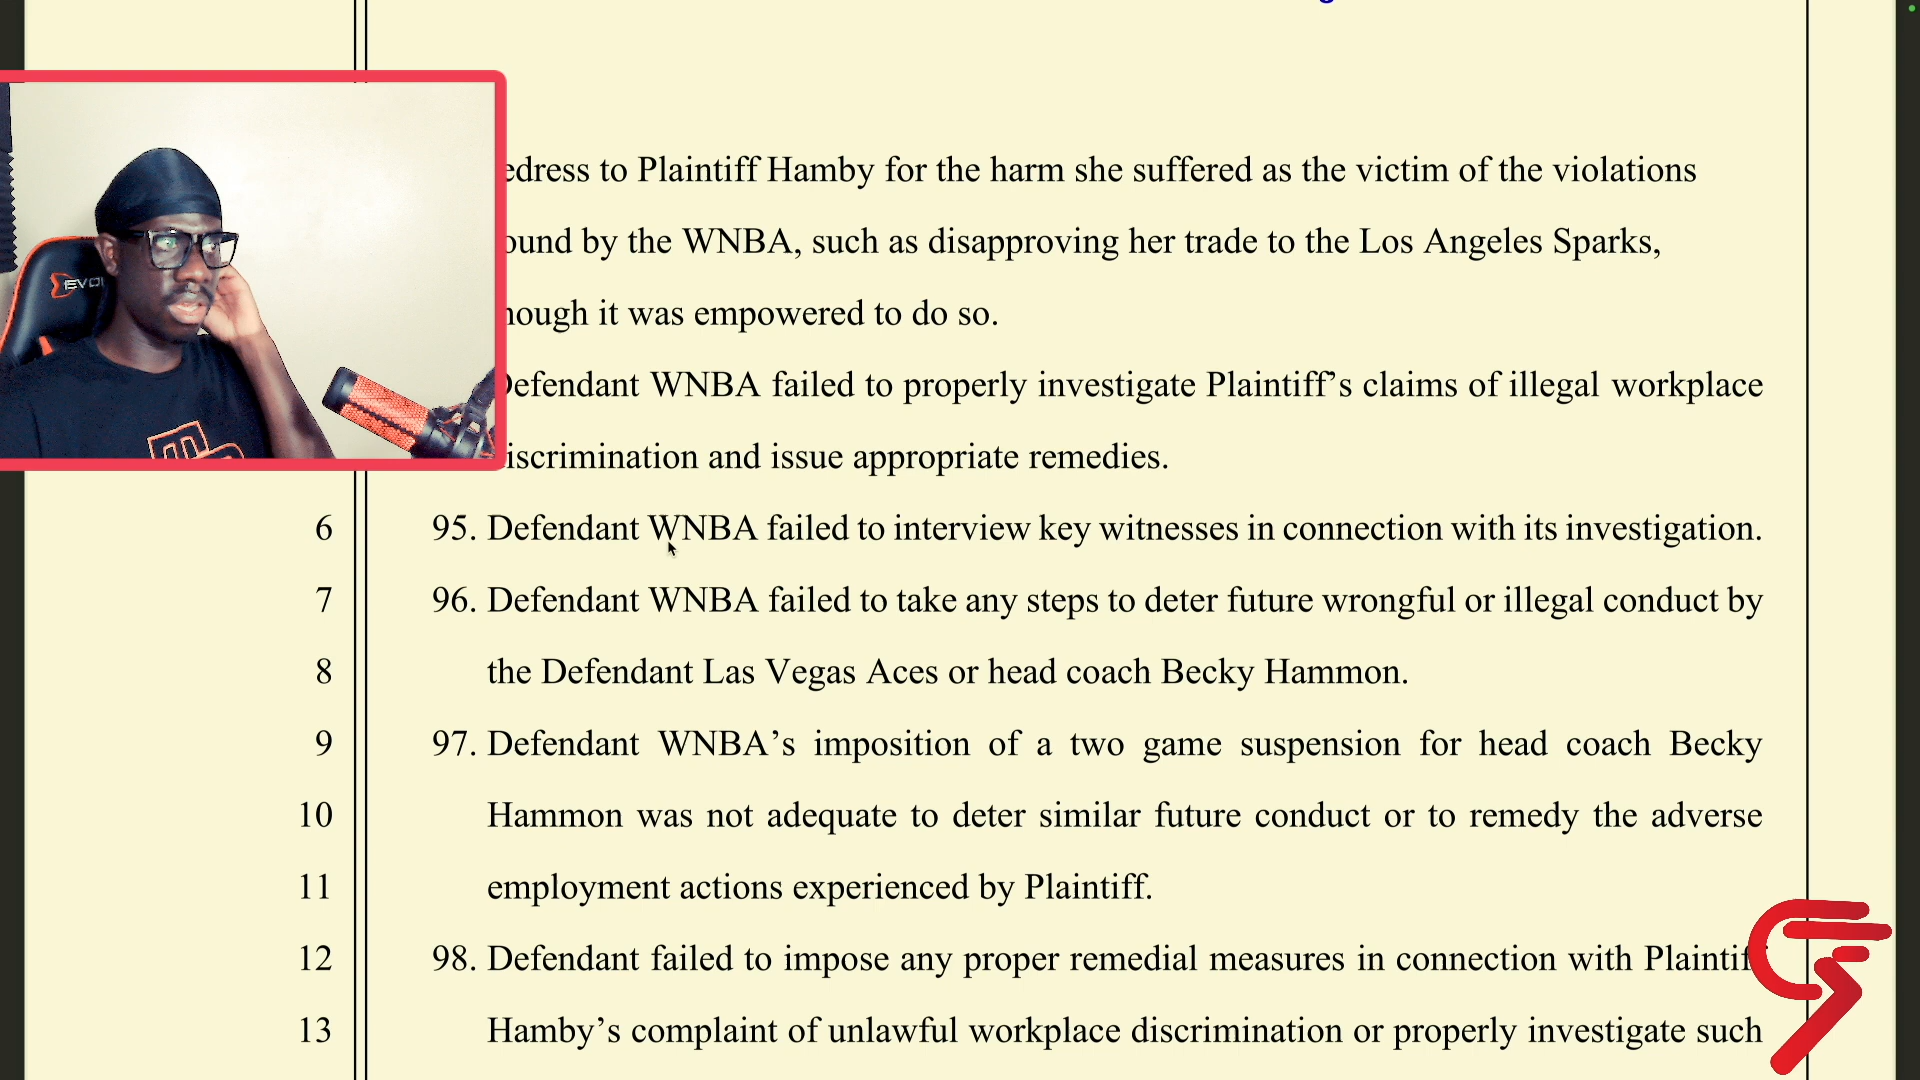 edress to Plaintiff Hamby for the harm she suffered as the victim of the violations
ound by the WNBA, such as disapproving her trade to the Los Angeles Sparks,
hough it was empowered to do so.
Defendant WNBA failed to properly investigate Plaintiff’s claims of illegal workplace
iscrimination and issue appropriate remedies.
6 95. Defendant WNBA failed to interview key witnesses in connection with its investigation.
7 96. Defendant WNBA failed to take any steps to deter future wrongful or illegal conduct by
8 the Defendant Las Vegas Aces or head coach Becky Hammon.
9 97. Defendant WNBA’s imposition of a two game suspension for head coach Becky
10 Hammon was not adequate to deter similar future conduct or to remedy the adverse
11 employment actions experienced by Plaintiff.
12 98. Defendant failed to impose any proper remedial measures in connection with Plaintiff
13 Hamby’s complaint of unlawful workplace discrimination or properly investigate such